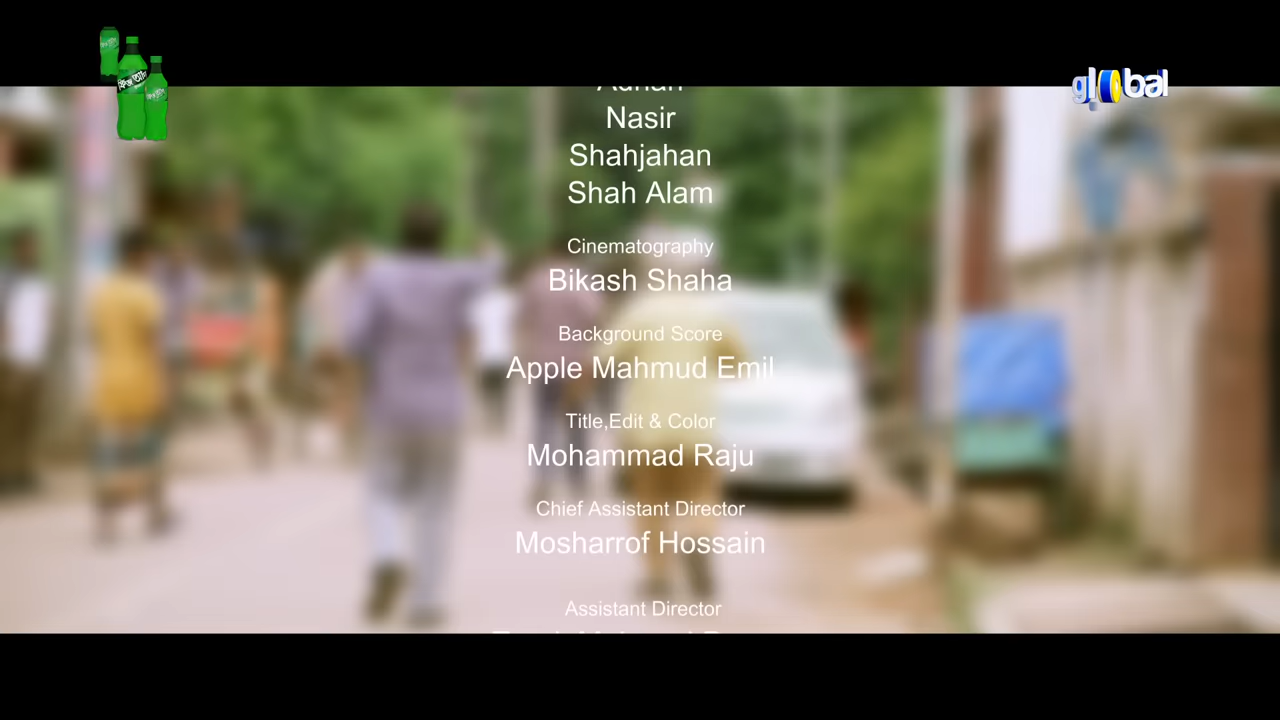 global
Nasir
Shahjahan
Shah Alam
Cinematography
Bikash Shaha
Background Score
Apple Mahmud Emil
Title,Edit & Color
Mohammad Raju
Chief Assistant Director
Mosharrof Hossain
Assistant Director